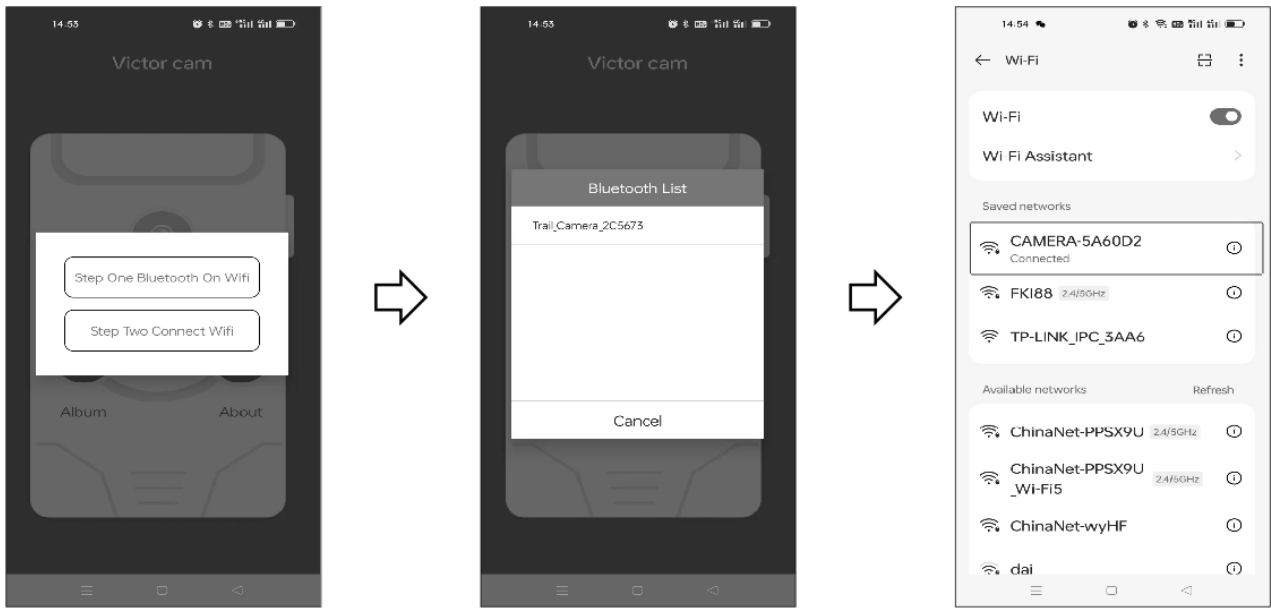 14:53
Victor cam
Step One Bluetooth On Wifi
Step Two Connect Wifi
Album About
14:53
Victor cam
Bluetooth List
Trail_Camera_2C5673
Cancel
14:54
Wi-Fi
Wi-Fi
Wi-Fi Assistant
Saved networks
CAMERA-5A60D2
Connected
FKI88 2.4/5GHz
TP-LINK_IPC_3AA6
Available networks Refresh
ChinaNet-PPSX9U 2.4/5GHz
ChinaNet-PPSX9U
_Wi-Fi5 2.4/5GHz
ChinaNet-wyHF
dai